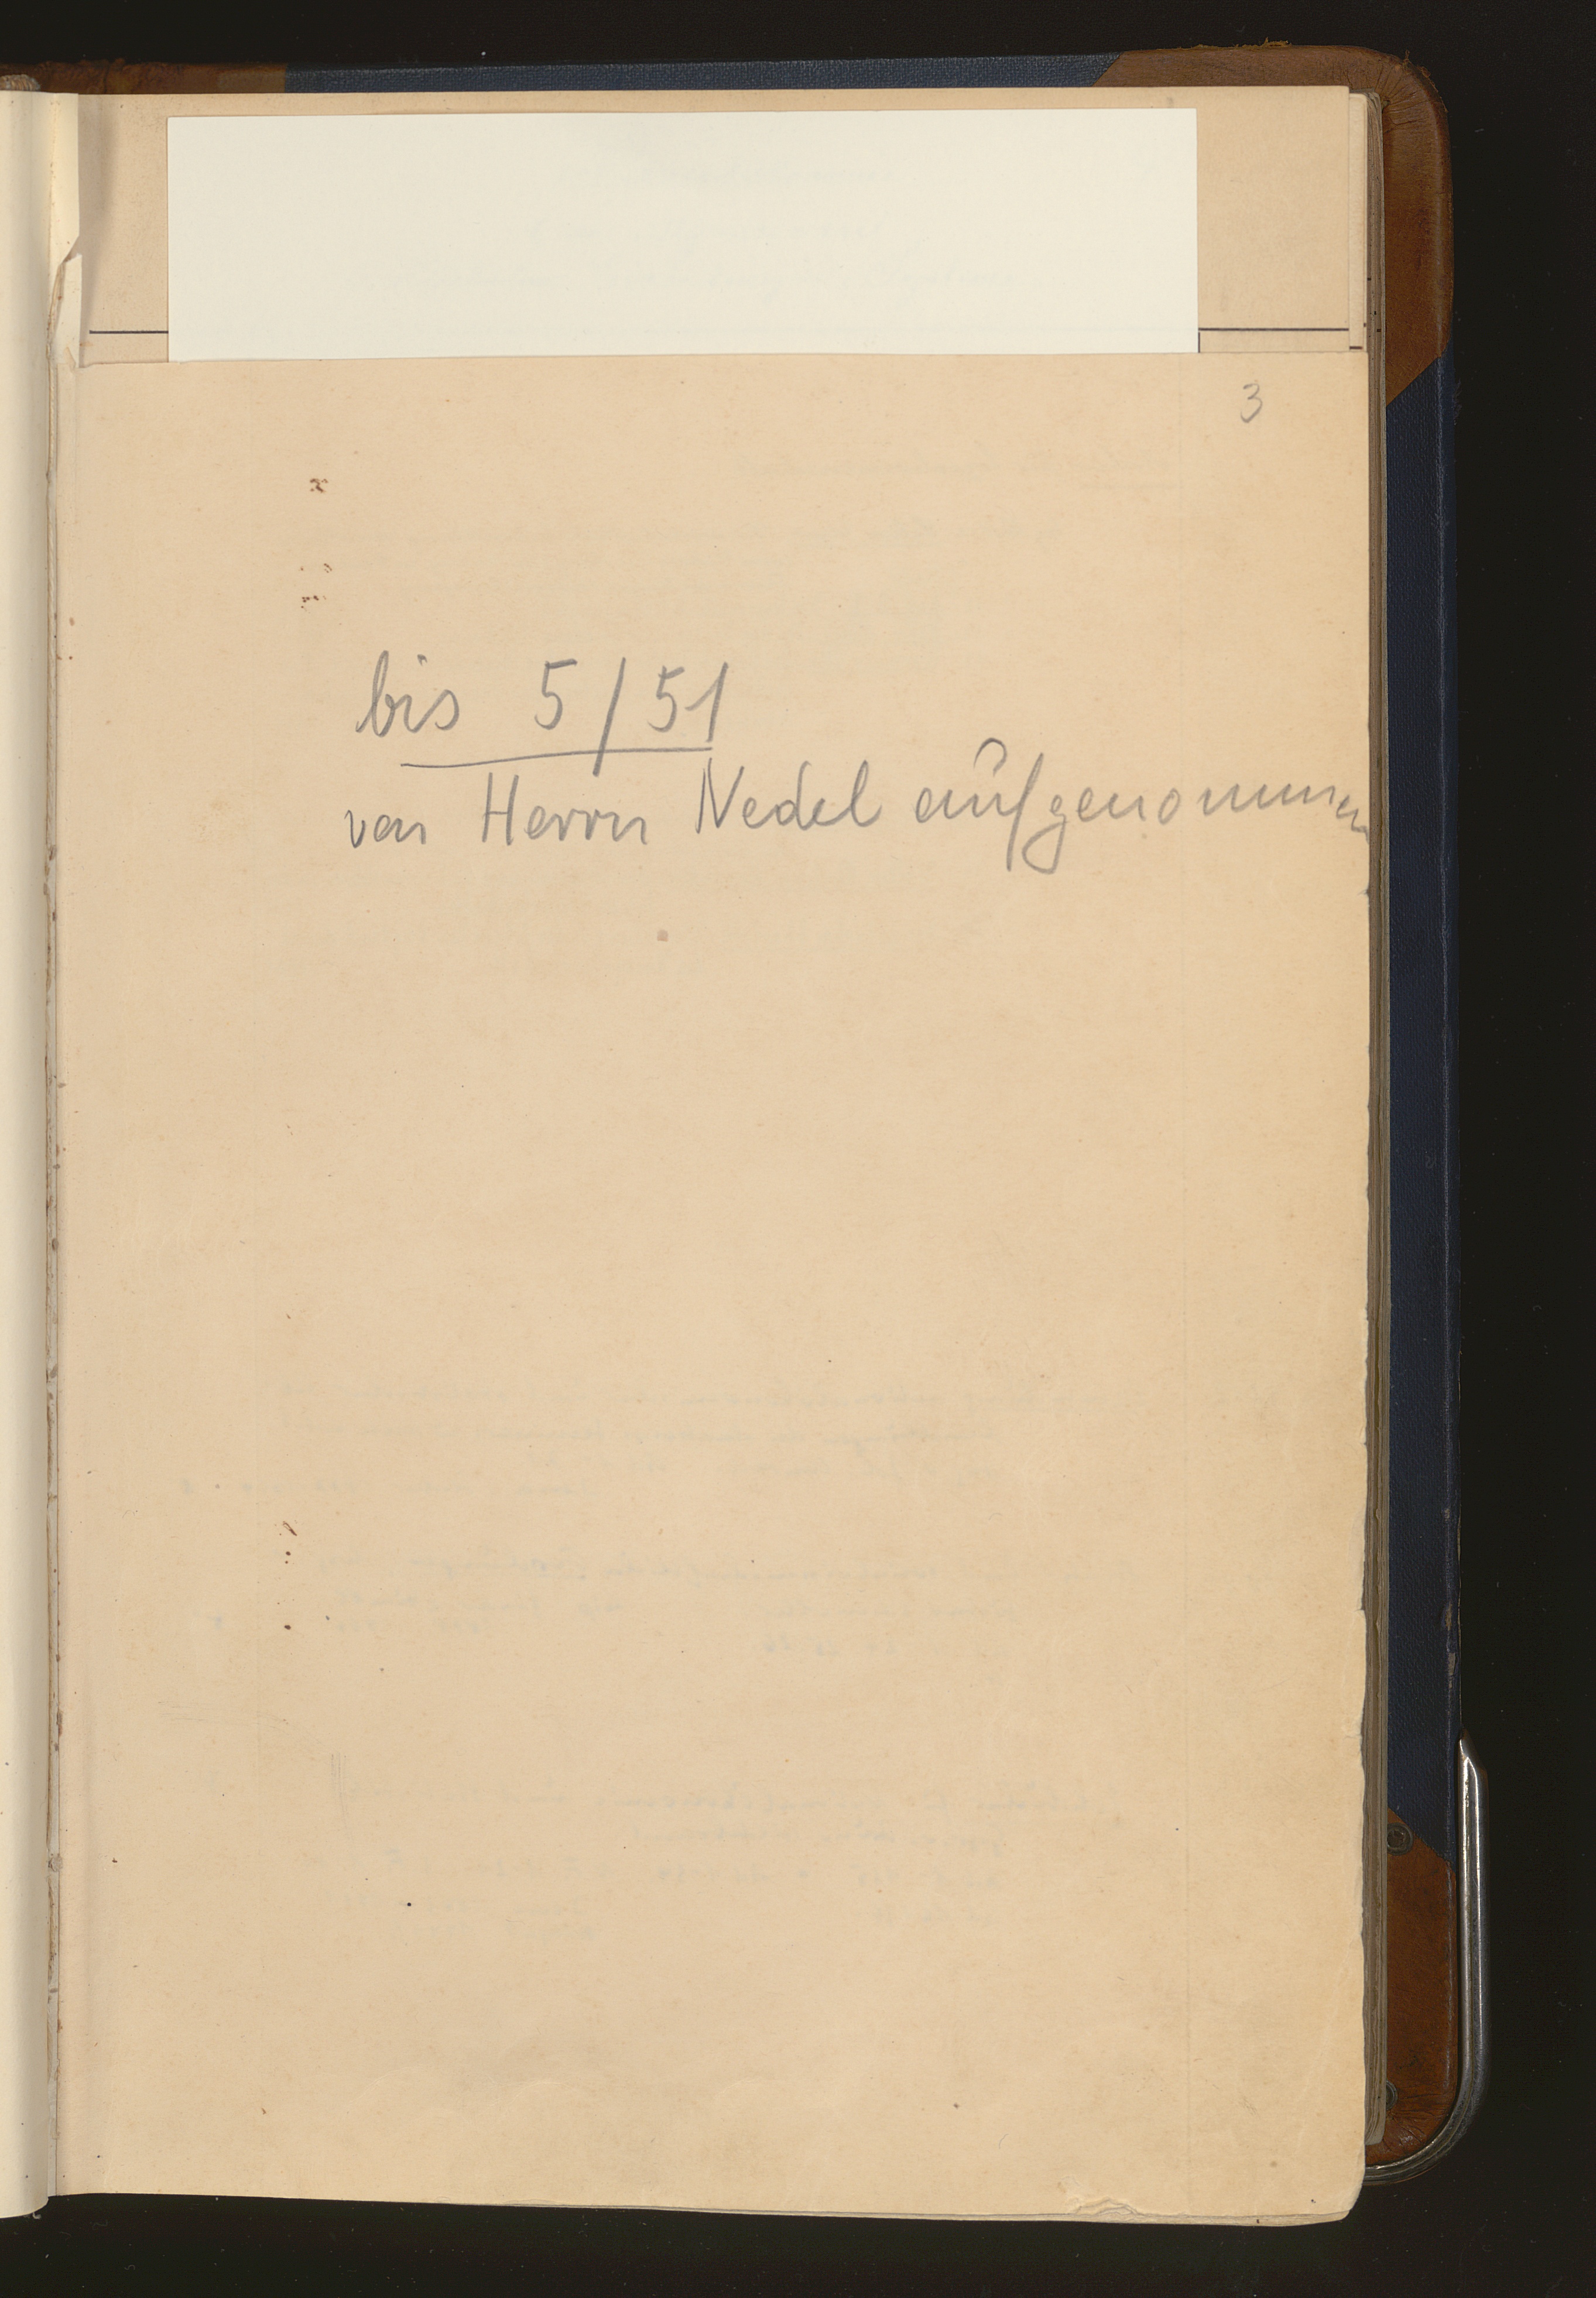 3
bis 5/51
von Herrn Nedel aufgenommen